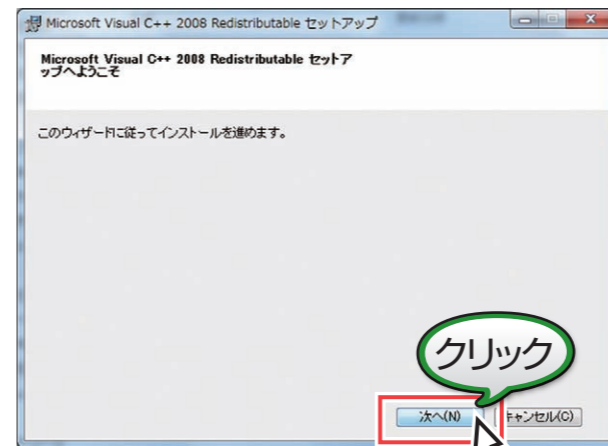 Microsoft Visual C++ 2008 Redistributable セットアップ
Microsoft Visual C++ 2008 Redistributable セットア
ップへようこそ
このウィザードに従ってインストールを進めます。
クリック
次へ(N)
キャンセル(C)